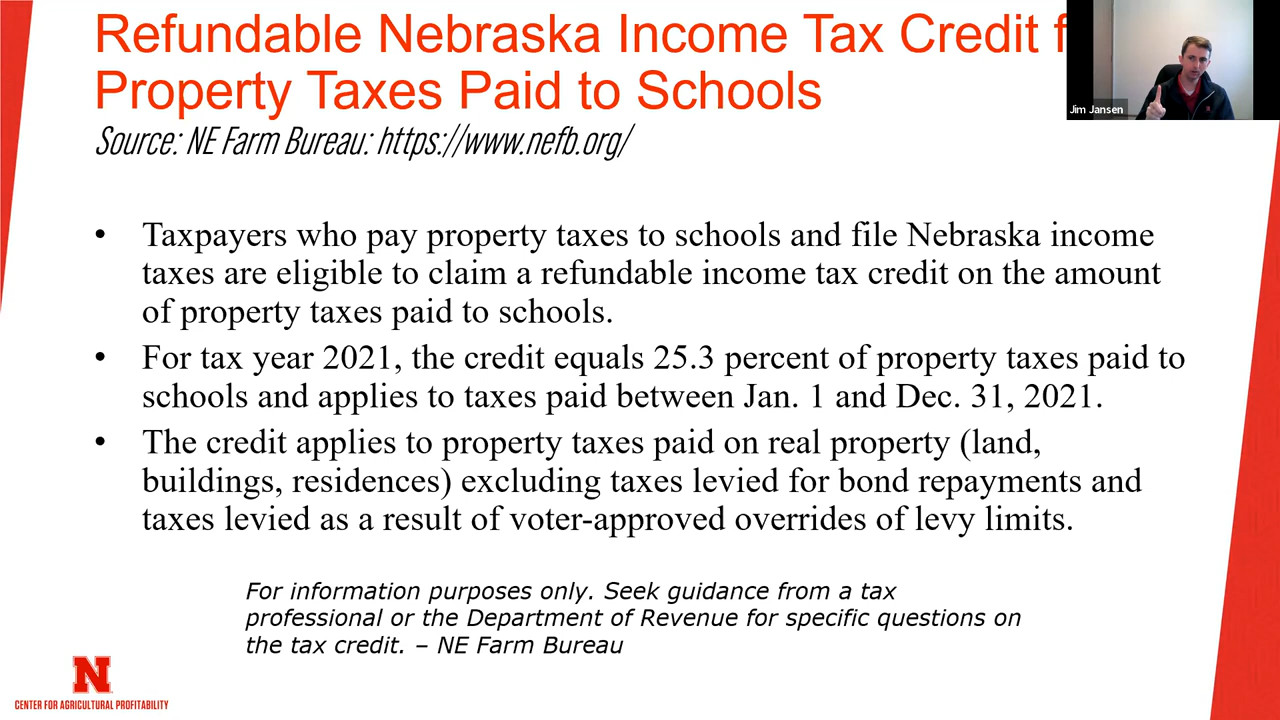 Refundable Nebraska Income Tax Credit f
Property Taxes Paid to Schools
Source: NE Farm Bureau: https://www.nefb.org/
Jim Jansen
• Taxpayers who pay property taxes to schools and file Nebraska income
taxes are eligible to claim a refundable income tax credit on the amount
of property taxes paid to schools.
• For tax year 2021, the credit equals 25.3 percent of property taxes paid to
schools and applies to taxes paid between Jan. 1 and Dec. 31, 2021.
• The credit applies to property taxes paid on real property (land,
buildings, residences) excluding taxes levied for bond repayments and
taxes levied as a result of voter-approved overrides of levy limits.
For information purposes only. Seek guidance from a tax
professional or the Department of Revenue for specific questions on
the tax credit. – NE Farm Bureau
N
CENTER FOR AGRICULTURAL PROFITABILITY